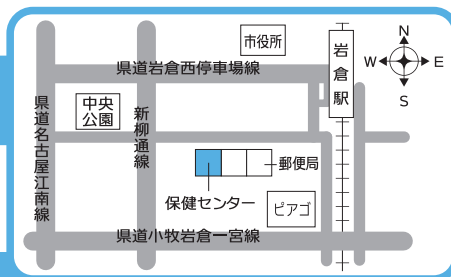 市役所
岩倉駅
N
W
E
S
県道岩倉西停車場線
中央
公園
新柳通線
県道名古屋江南線
郵便局
保健センター
ピアゴ
県道小牧岩倉一宮線